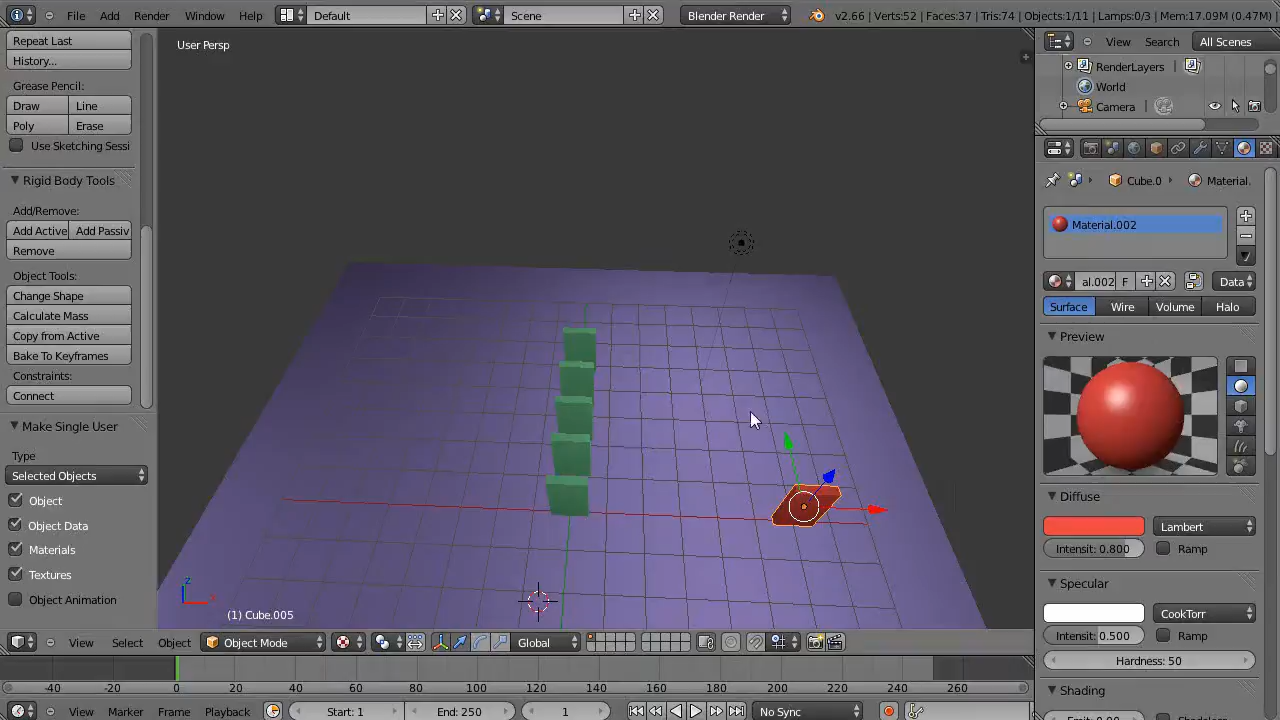 File Add Render Window Help Default Scene Blender Render v2.66 | Verts:52 | Faces:37 | Tris:74 | Objects:1/11 | Lamps:0/3 | Mem:17.09M (0.47M)
Repeat Last
History...
Grease Pencil:
Draw Line
Poly Erase
Use Sketching Sessi
Rigid Body Tools
Add/Remove:
Add Active Add Passiv
Remove
Object Tools:
Change Shape
Calculate Mass
Copy from Active
Bake To Keyframes
Constraints:
Connect
Make Single User
Selected Objects
Object
Object Data
Materials
Textures
Object Animation
User Persp
(1) Cube.005
View Select Object Object Mode Global
-40 -20 0 20 40 60 80 100 120 140 160 180 200 220 240 260
View Marker Frame Playback Start: 1 End: 250 1 No Sync
View Search All Scenes
RenderLayers
World
Camera
Cube.0 Material.
Material.002
al.002 F Data
Surface Wire Volume Halo
Preview
Diffuse
Lambert
Intensit: 0.800 Ramp
Specular
CookTorr
Intensit: 0.500 Ramp
Hardness: 50
Shading